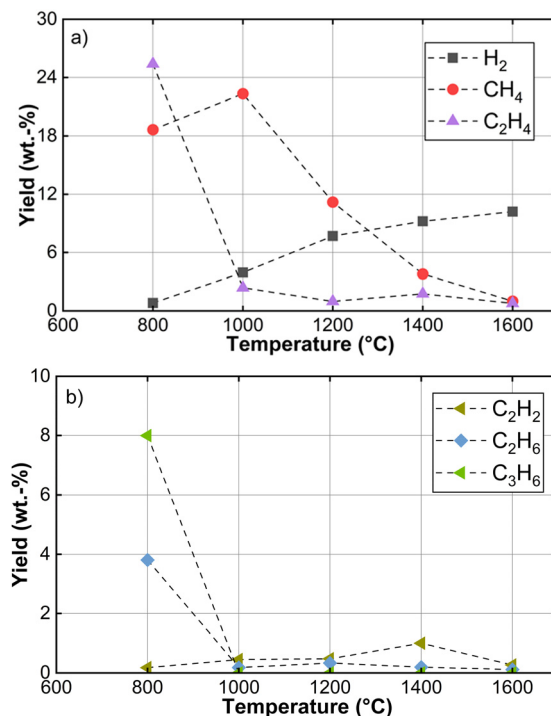 a)
30
24
18
12
6
0
Yield (wt.-%)
H₂
CH₄
C₂H₄
600 800 1000 1200 1400 1600
Temperature (°C)
b)
10
8
6
4
2
0
Yield (wt.-%)
C₂H₂
C₂H₆
C₃H₆
600 800 1000 1200 1400 1600
Temperature (°C)